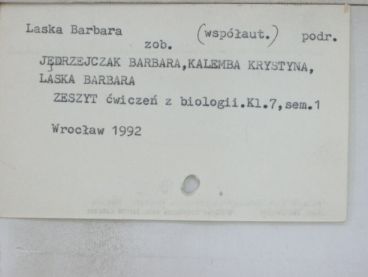 Laska Barbara (współaut.) podr.
zob.
JĘDRZEJCZAK BARBARA,KALEMBA KRYSTYNA,
LASKA BARBARA
ZESZYT ćwiczeń z biologii.Kl.7,sem.1
Wrocław 1992